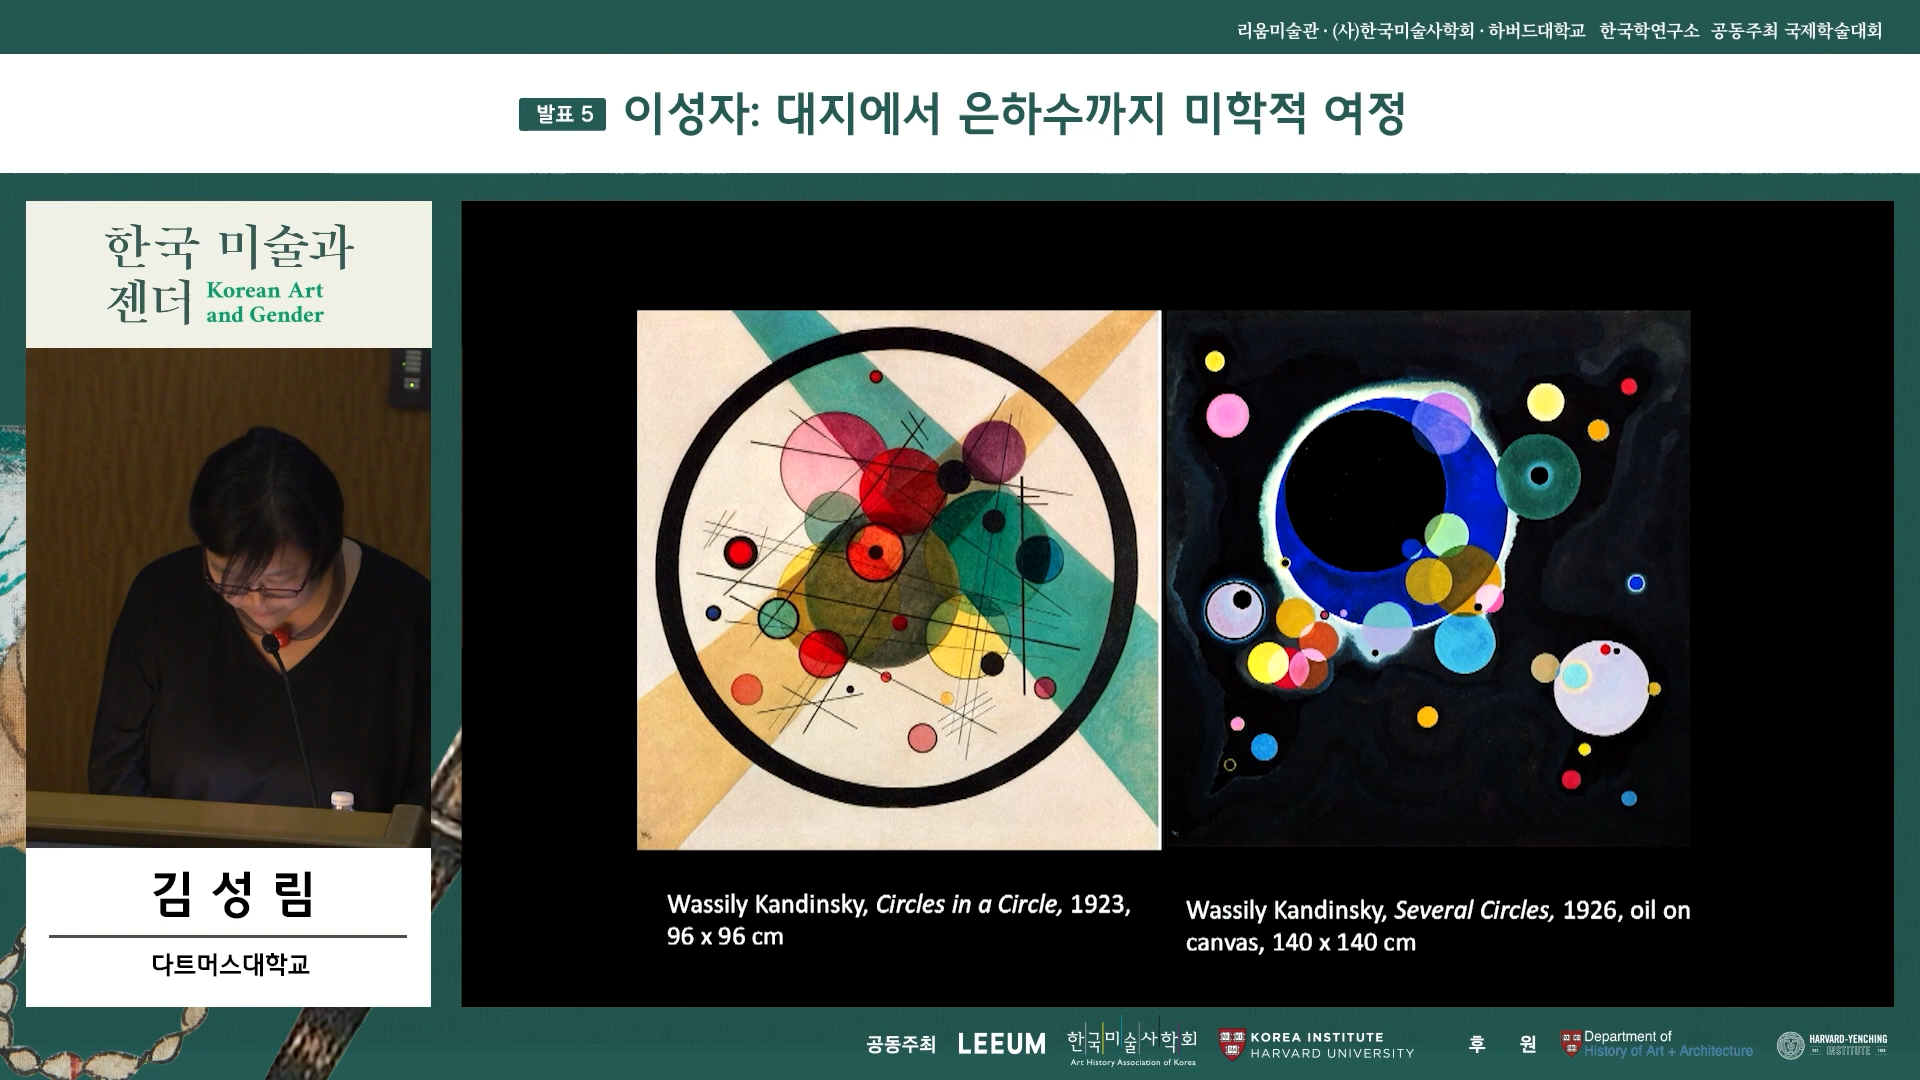 리움미술관 · (사)한국미술사학회 · 하버드대학교 한국학연구소 공동주최 국제학술대회
발표 5 이성자: 대지에서 은하수까지 미학적 여정
한국 미술과
젠더 Korean Art
and Gender
Wassily Kandinsky, Circles in a Circle, 1923,
96 x 96 cm
Wassily Kandinsky, Several Circles, 1926, oil on
canvas, 140 x 140 cm
김성림
다트머스대학교
공동주최 LEEUM 한국미술사학회
Art History Association of Korea
KOREA INSTITUTE
HARVARD UNIVERSITY
후 원
Department of
History of Art + Architecture
HARVARD-YENCHING
INSTITUTE